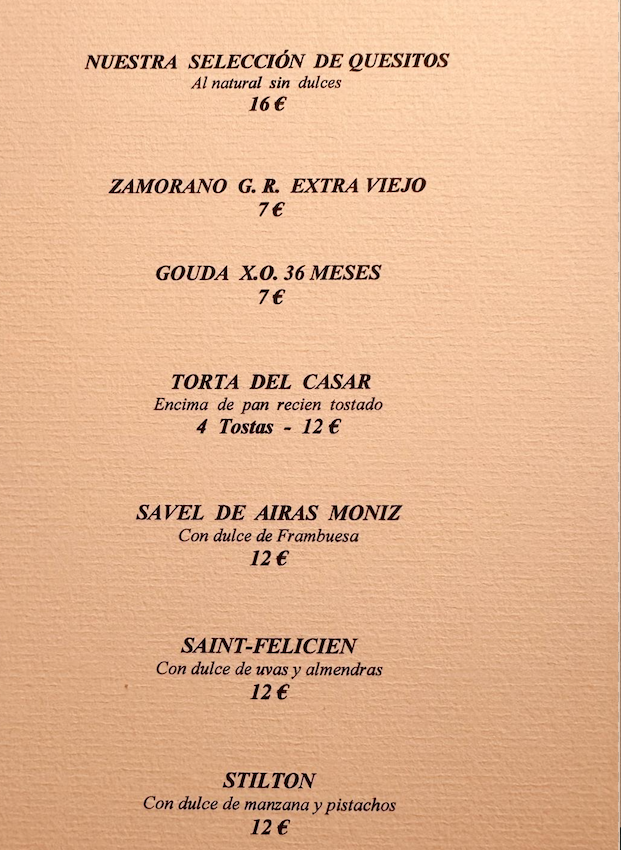 NUESTRA SELECCIÓN DE QUESITOS
Al natural sin dulces
16 €
ZAMORANO G. R. EXTRA VIEJO
7 €
GOUDA X.O. 36 MESES
7 €
TORTA DEL CASAR
Encima de pan recien tostado
4 Tostas - 12 €
SAVEL DE AIRAS MONIZ
Con dulce de Frambuesa
12 €
SAINT-FELICIEN
Con dulce de uvas y almendras
12 €
STILTON
Con dulce de manzana y pistachos
12 €